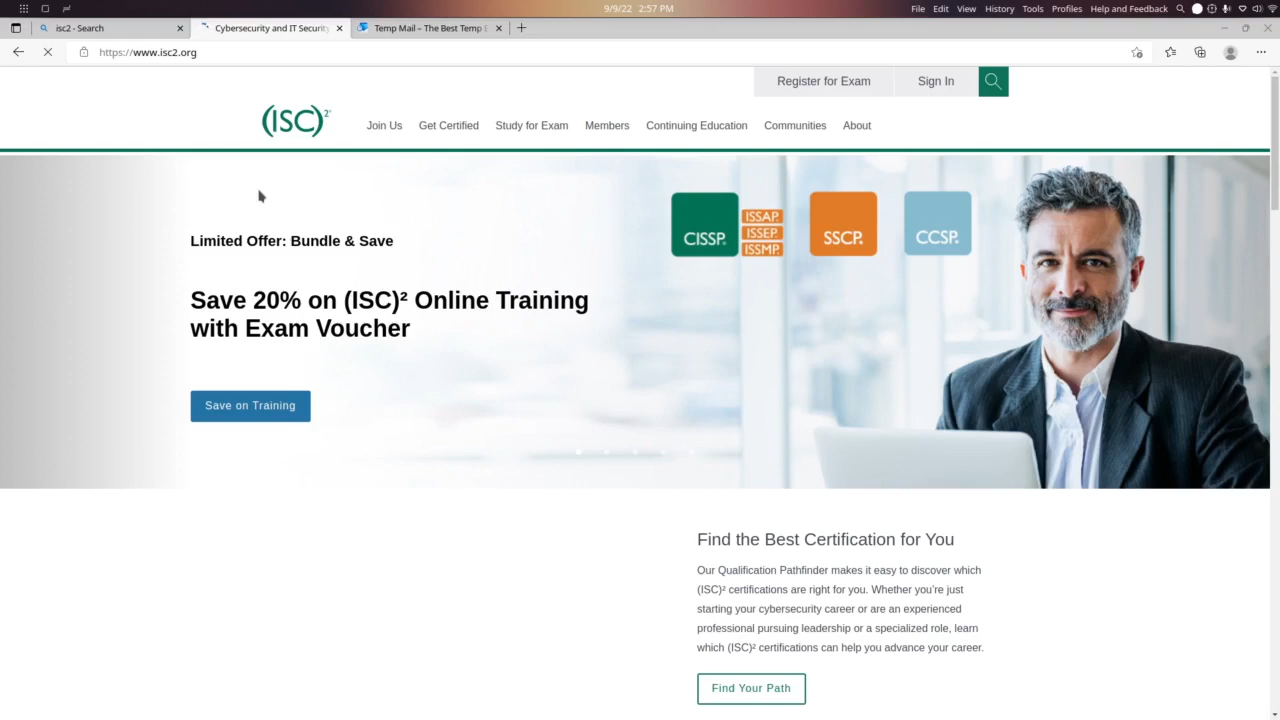 9/9/22 2:57 PM
File Edit View History Tools Profiles Help and Feedback
isc2 - Search
Cybersecurity and IT Security
Temp Mail – The Best Temp E
https://www.isc2.org
Register for Exam
Sign In
(ISC)2®
Join Us
Get Certified
Study for Exam
Members
Continuing Education
Communities
About
CISSP®
ISSAP®
ISSEP®
ISSMP®
SSCP®
CCSP®
Limited Offer: Bundle & Save
Save 20% on (ISC)² Online Training
with Exam Voucher
Save on Training
Find the Best Certification for You
Our Qualification Pathfinder makes it easy to discover which
(ISC)² certifications are right for you. Whether you’re just
starting your cybersecurity career or are an experienced
professional pursuing leadership or a specialized role, learn
which (ISC)² certifications can help you advance your career.
Find Your Path